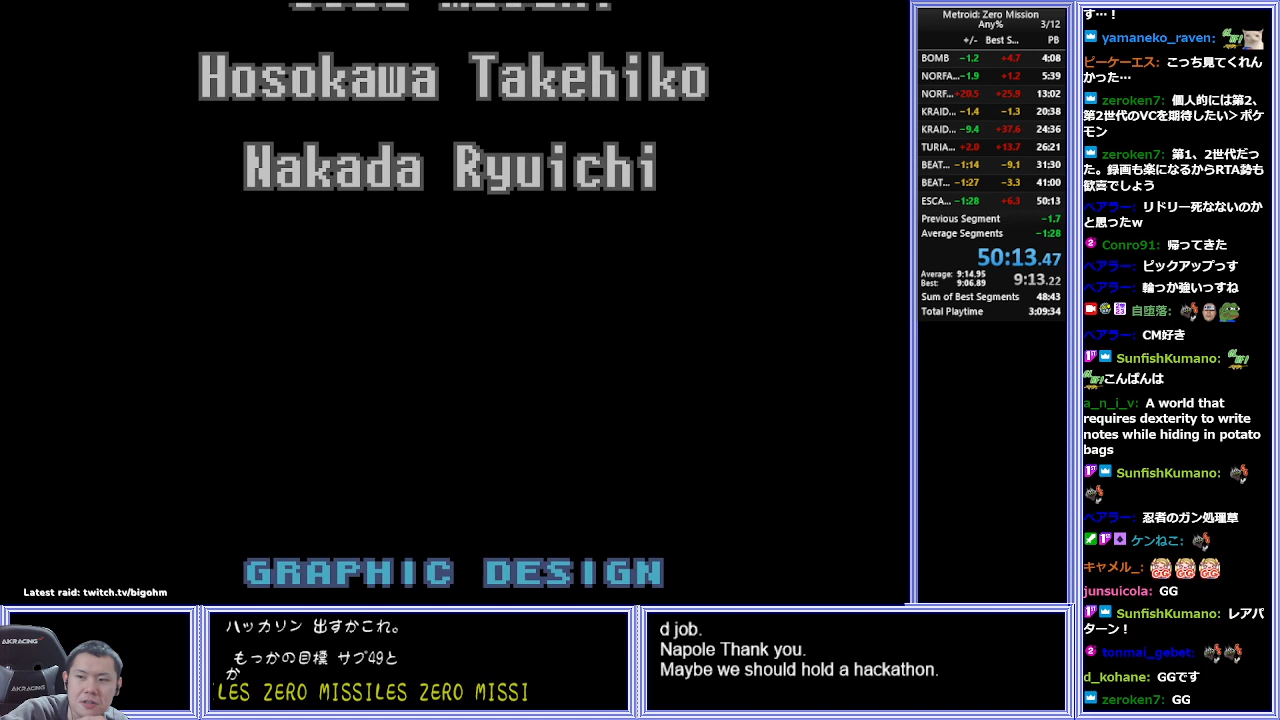 Hosokawa Takehiko
Nakada Ryuichi
GRAPHIC DESIGN
Latest raid: twitch.tv/bigohm
Metroid: Zero Mission
Any% 3/12
+/- Best S... PB
BOMB −1.2 +4.7 4:08
NORFA... −1.9 +1.2 5:39
NORF... +20.5 +25.9 13:02
KRAID... −1.4 −1.3 20:38
KRAID... −9.4 +37.6 24:36
TURIA... +2.0 +13.7 26:21
BEAT... −1:14 −9.1 31:30
BEAT... −1:27 −3.3 41:00
ESCA... −1:28 +6.3 50:13
Previous Segment −1.7
Average Segments −1:28
50:13.47
Average: 9:14.95
Best: 9:06.89
9:13.22
Sum of Best Segments 48:43
Total Playtime 3:09:34
す…！
yamaneko_raven:
ピーケーエス: こっち見てくれん
かった…
zeroken7: 個人的には第2、
第2世代のVCを期待したい＞ポケ
モン
zeroken7: 第1、2世代だっ
た。録画も楽になるからRTA勢も
歓喜でしょう
ヘアラー: リドリー死なないのか
と思ったw
Conro91: 帰ってきた
ヘアラー: ピックアップっす
ヘアラー: 輪っか強いっすね
自堕落:
ヘアラー: CM好き
SunfishKumano:
こんばんは
a_n_i_v: A world that
requires dexterity to write
notes while hiding in potato
bags
SunfishKumano:
ヘアラー: 忍者のガン処理草
ケンねこ:
キャメル_:
junsuicola: GG
SunfishKumano: レアパ
ターン！
tonmai_gebet:
d_kohane: GGです
zeroken7: GG
AKRACING
AKRACING
ハッカリン 出すかこれ。
もっかの目標 サブ49と
か
LES ZERO MISSILES ZERO MISSI
d job.
Napole Thank you.
Maybe we should hold a hackathon.